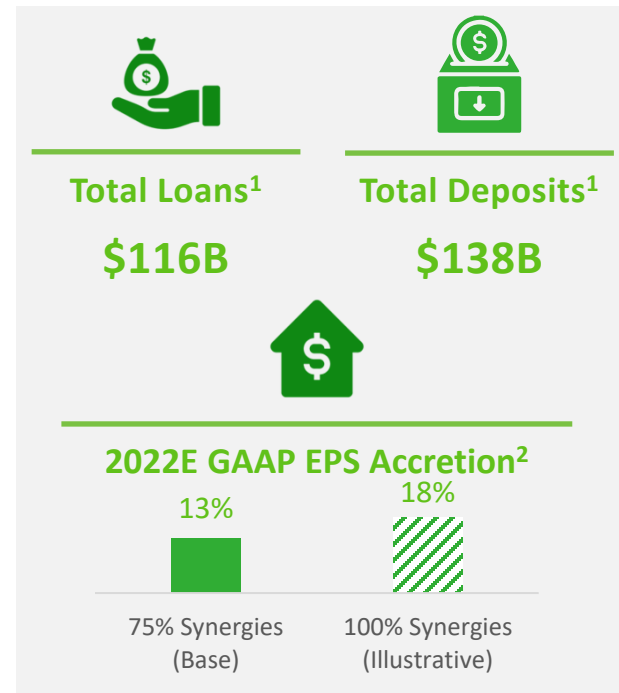 $
$
Total Loans¹
Total Deposits¹
$116B
$138B
$
2022E GAAP EPS Accretion²
13%
18%
75% Synergies
(Base)
100% Synergies
(Illustrative)